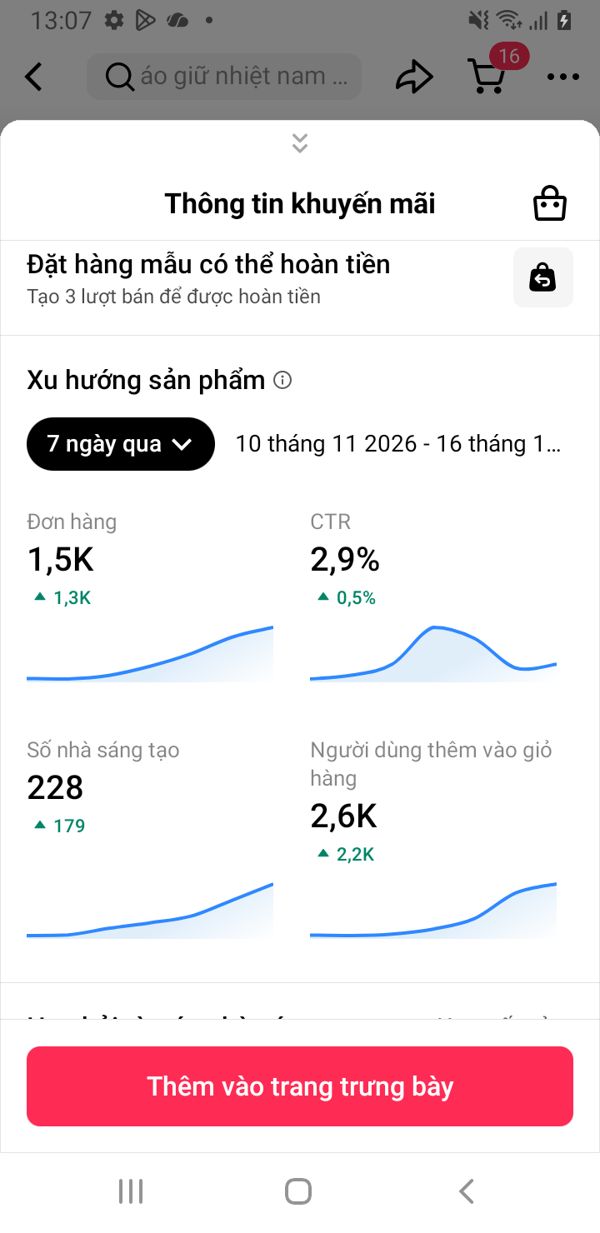 13:07
16
áo giữ nhiệt nam ...
Thông tin khuyến mãi
Đặt hàng mẫu có thể hoàn tiền
Tạo 3 lượt bán để được hoàn tiền
Xu hướng sản phẩm
7 ngày qua
10 tháng 11 2026 - 16 tháng 1...
Đơn hàng
1,5K
1,3K
CTR
2,9%
0,5%
Số nhà sáng tạo
228
179
Người dùng thêm vào giỏ
hàng
2,6K
2,2K
Thêm vào trang trưng bày